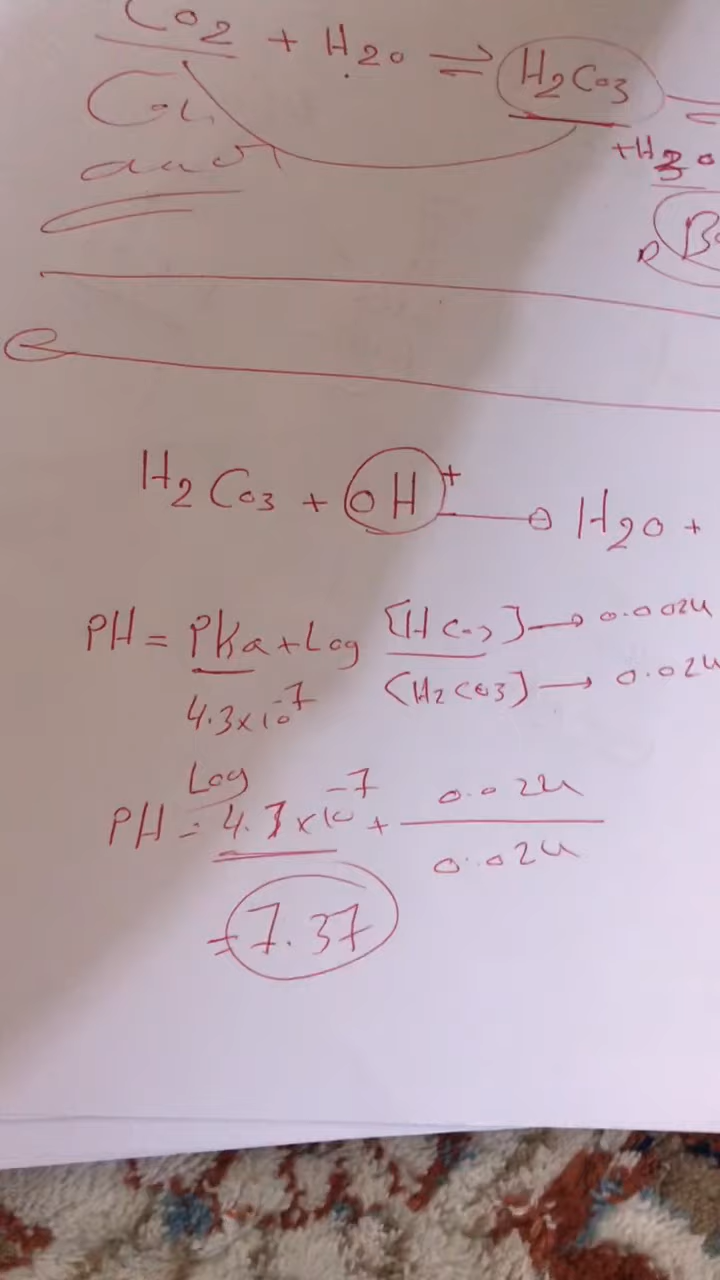 Co2 + H2o ⇌ H2Co3
+H3o
H2Co3 + oH⁺ → H2o +
PH = PKa + Log [HCo3] → 0.0024
4.3x10⁻⁷ [H2Co3] → 0.024
Log
PH = 4.3x10⁻⁷ + 0.024
0.024
= 7.37